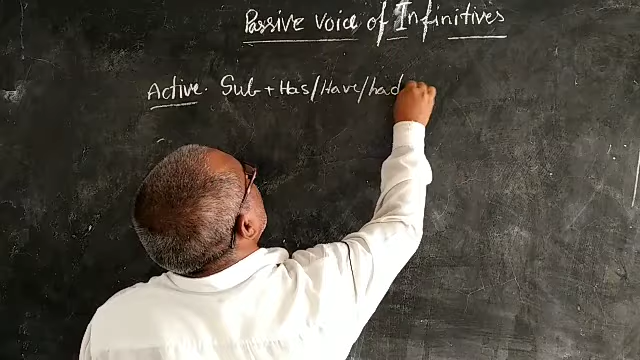 Passive Voice of Infinitives
Active. Sub + Has/Have/had